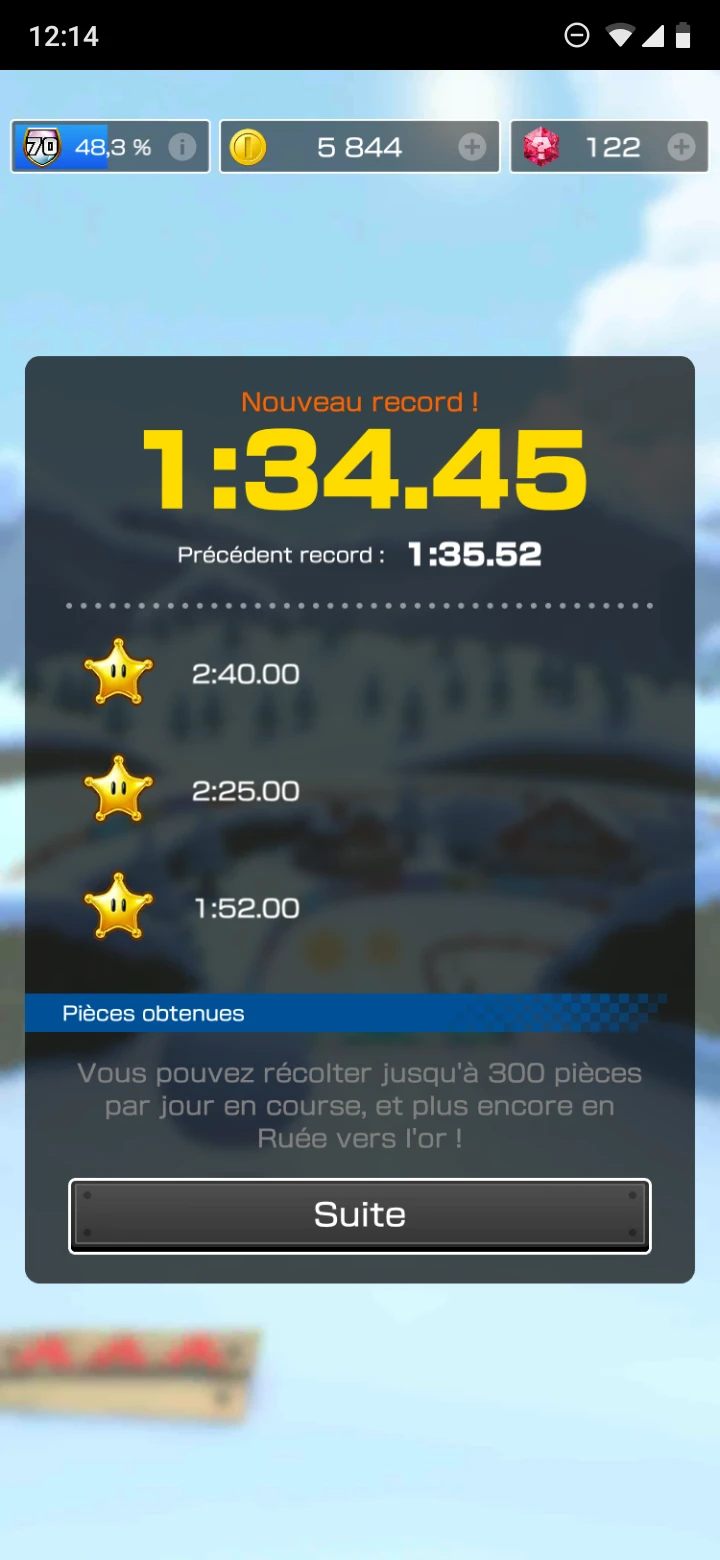 12:14
70 48,3 % i 5 844 + 122 +
Nouveau record !
1:34.45
Précédent record : 1:35.52
2:40.00
2:25.00
1:52.00
Pièces obtenues
Vous pouvez récolter jusqu'à 300 pièces
par jour en course, et plus encore en
Ruée vers l'or !
Suite